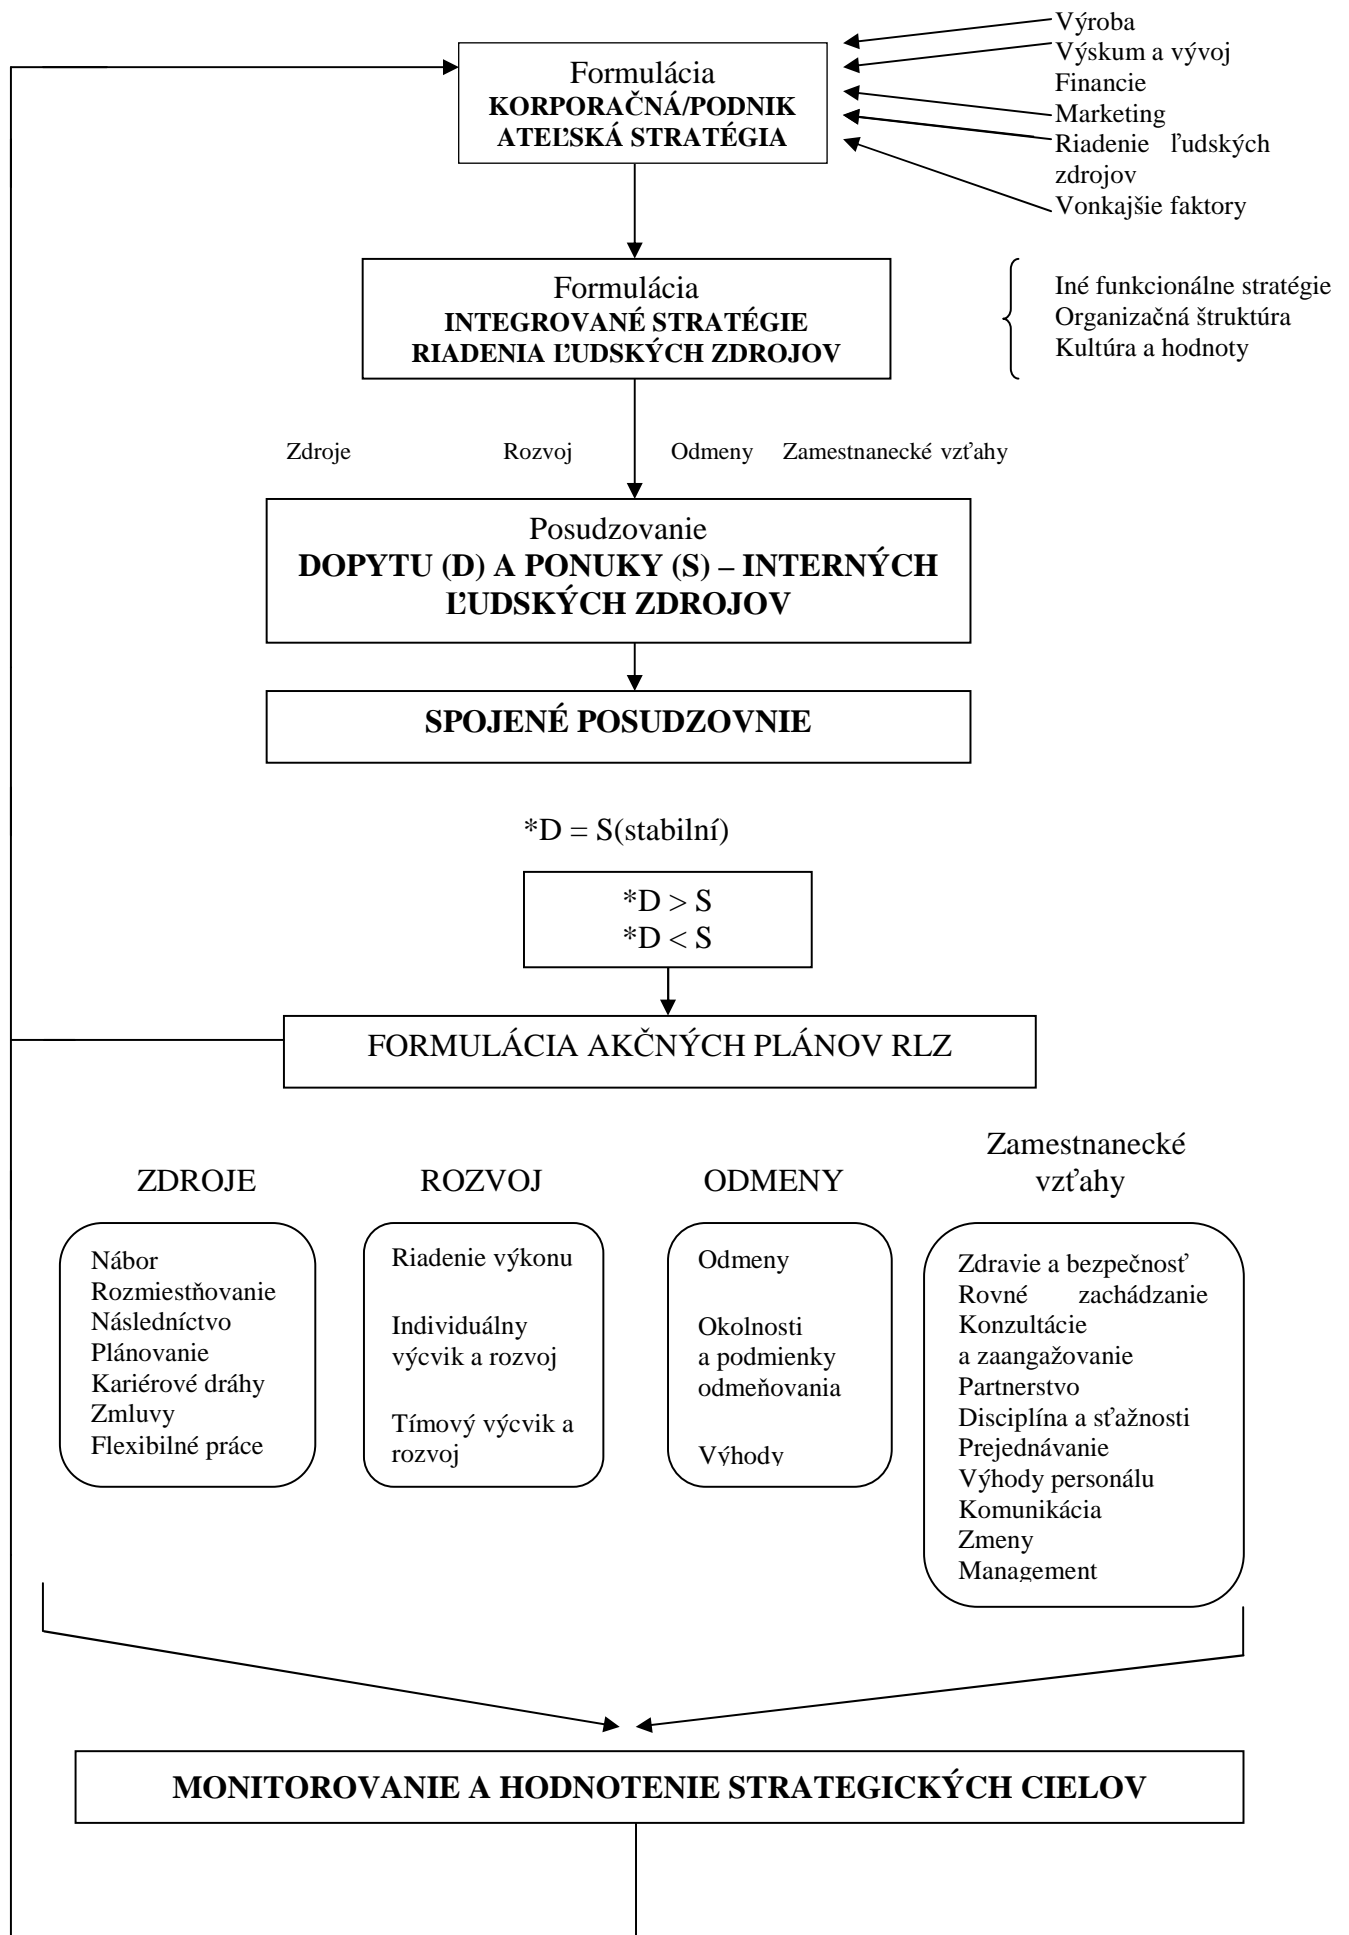 Výroba
Výskum a vývoj
Financie
Marketing
Riadenie ľudských
zdrojov
Vonkajšie faktory
Formulácia
KORPORAČNÁ/PODNIK
ATEĽSKÁ STRATÉGIA
Formulácia
INTEGROVANÉ STRATÉGIE
RIADENIA ĽUDSKÝCH ZDROJOV
Iné funkcionálne stratégie
Organizačná štruktúra
Kultúra a hodnoty
Zdroje Rozvoj Odmeny Zamestnanecké vzťahy
Posudzovanie
DOPYTU (D) A PONUKY (S) – INTERNÝCH
ĽUDSKÝCH ZDROJOV
SPOJENÉ POSUDZOVNIE
*D = S(stabilní)
*D > S
*D < S
FORMULÁCIA AKČNÝCH PLÁNOV RLZ
ZDROJE
Nábor
Rozmiestňovanie
Následníctvo
Plánovanie
Kariérové dráhy
Zmluvy
Flexibilné práce
ROZVOJ
Riadenie výkonu
Individuálny
výcvik a rozvoj
Tímový výcvik a
rozvoj
ODMENY
Odmeny
Okolnosti
a podmienky
odmeňovania
Výhody
Zamestnanecké
vzťahy
Zdravie a bezpečnosť
Rovné zachádzanie
Konzultácie
a zaangažovanie
Partnerstvo
Disciplína a sťažnosti
Prejednávanie
Výhody personálu
Komunikácia
Zmeny
Management
MONITOROVANIE A HODNOTENIE STRATEGICKÝCH CIELOV